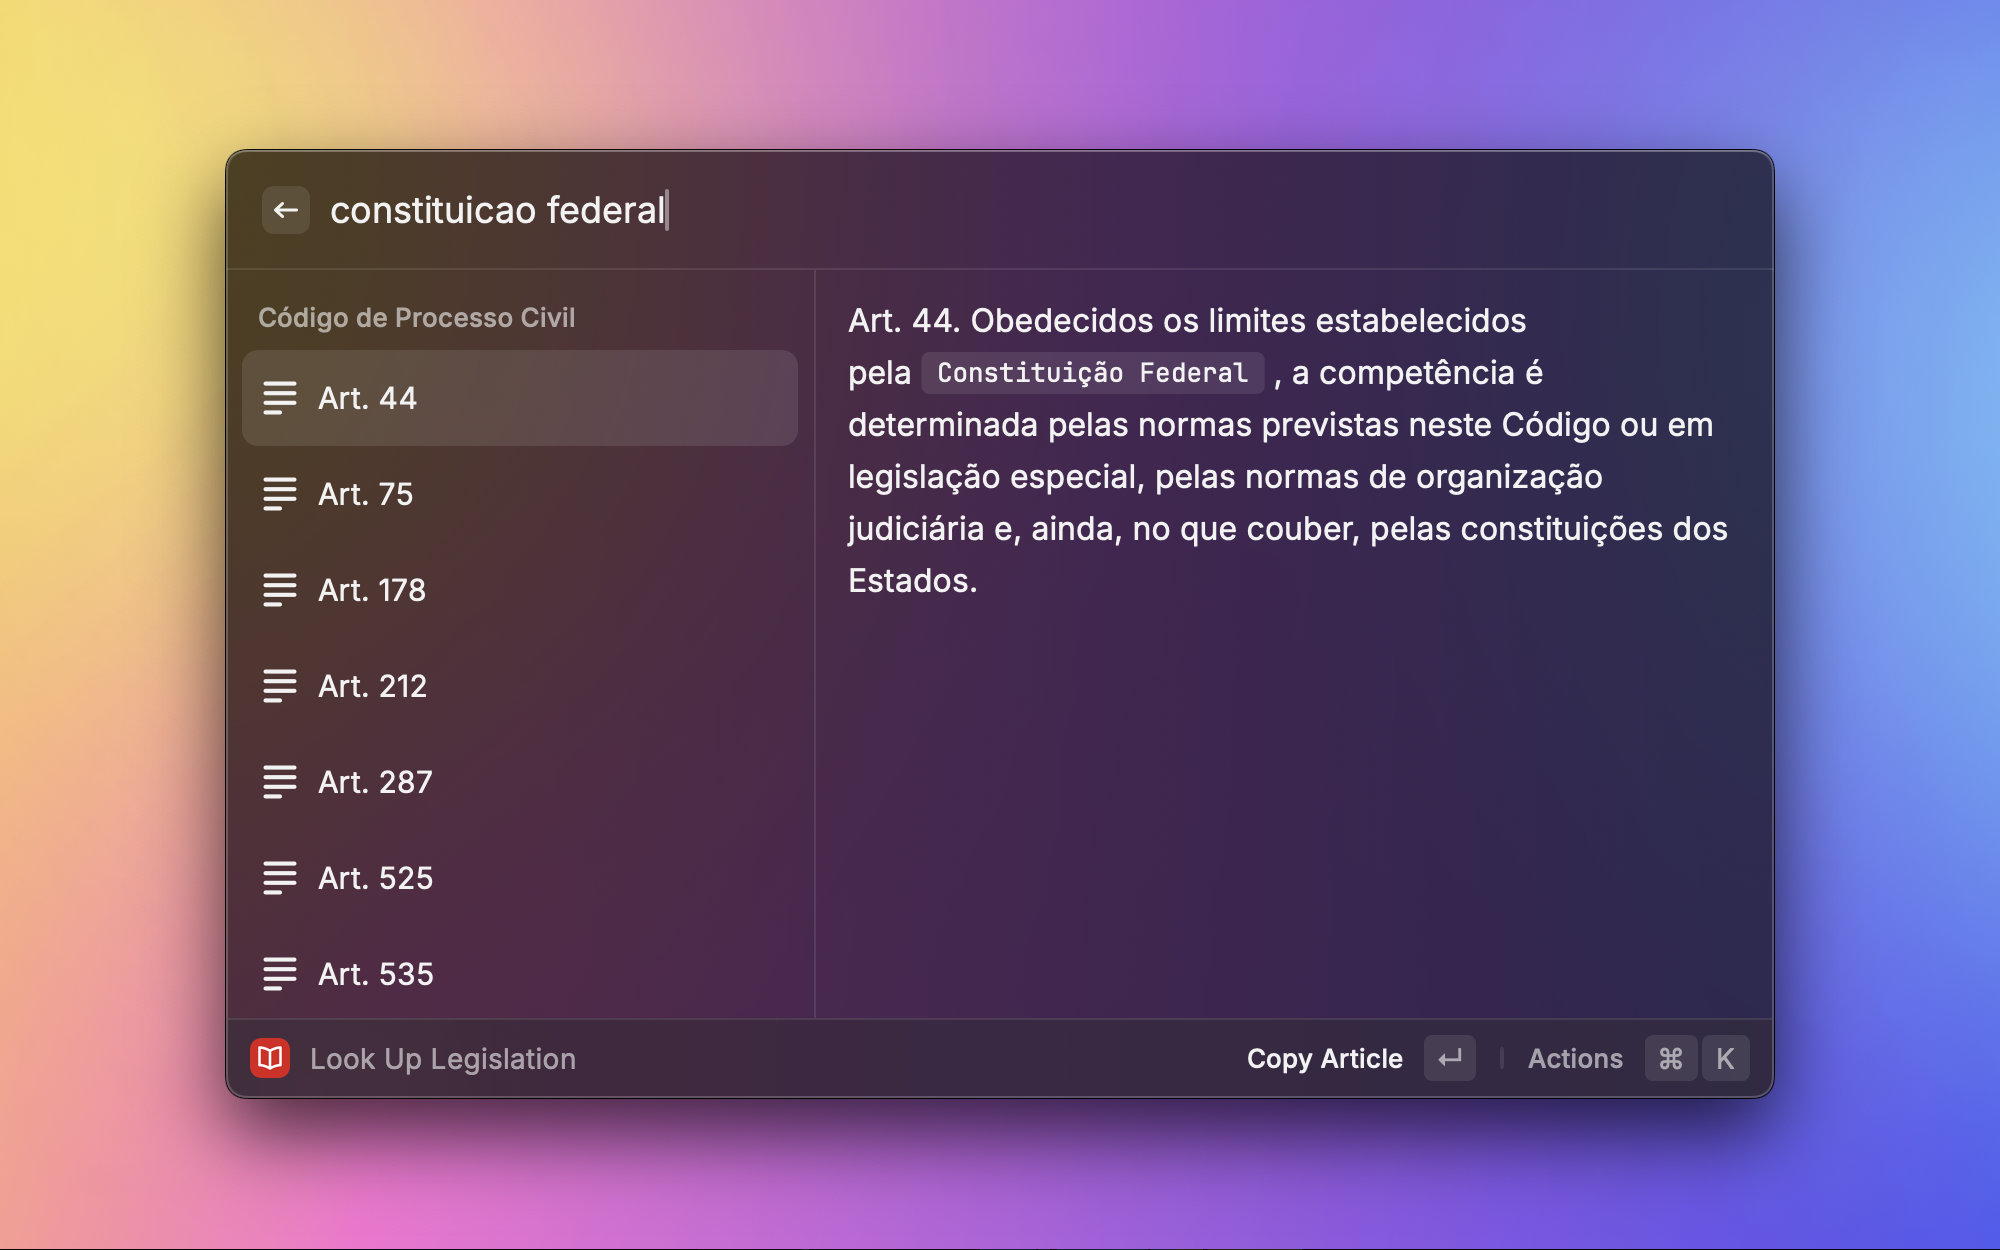 constituicao federal
Código de Processo Civil
Art. 44
Art. 75
Art. 178
Art. 212
Art. 287
Art. 525
Art. 535
Art. 44. Obedecidos os limites estabelecidos
pela Constituição Federal , a competência é
determinada pelas normas previstas neste Código ou em
legislação especial, pelas normas de organização
judiciária e, ainda, no que couber, pelas constituições dos
Estados.
Look Up Legislation
Copy Article ↵ Actions ⌘ K